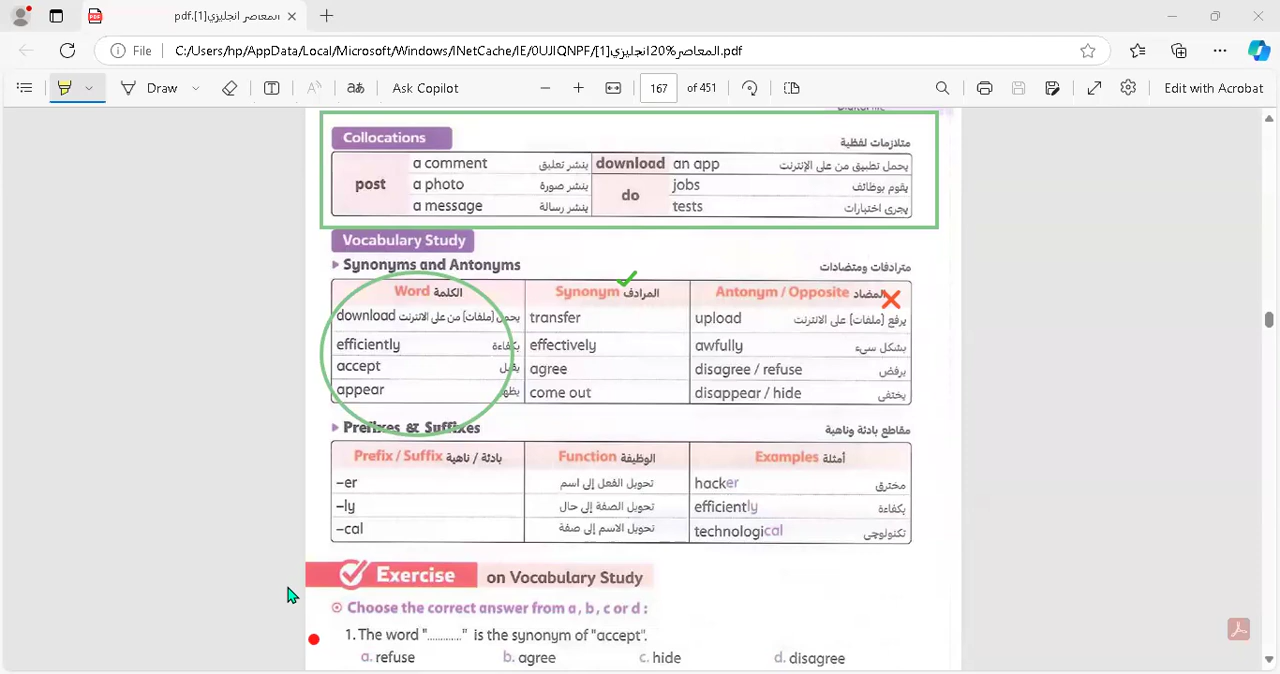 المعاصر انجليزي[1].pdf
File C:/Users/hp/AppData/Local/Microsoft/Windows/INetCache/IE/0UJIQNPF/[1]المعاصر%20انجليزي.pdf
Draw Ask Copilot 167 of 451 Edit with Acrobat
Collocations متلازمات لفظية
post a comment ينشر تعليق download an app يحمل تطبيق من على الإنترنت
a photo ينشر صورة do jobs يقوم بوظائف
a message ينشر رسالة tests يجرى اختبارات
Vocabulary Study
Synonyms and Antonyms مترادفات ومتضادات
Word الكلمة Synonym المرادف Antonym / Opposite المضاد
download يحمل (ملفات) من على الانترنت transfer upload يرفع (ملفات) على الانترنت
efficiently بكفاءة effectively awfully بشكل سىء
accept يقبل agree disagree / refuse يرفض
appear يظهر come out disappear / hide يختفى
Prefixes & Suffixes مقاطع بادئة وناهية
Prefix / Suffix بادئة / ناهية Function الوظيفة Examples أمثلة
–er تحويل الفعل إلى اسم hacker مخترق
–ly تحويل الصفة إلى حال efficiently بكفاءة
–cal تحويل الاسم إلى صفة technological تكنولوجى
Exercise on Vocabulary Study
Choose the correct answer from a, b, c or d :
1. The word "............" is the synonym of "accept".
a. refuse b. agree c. hide d. disagree